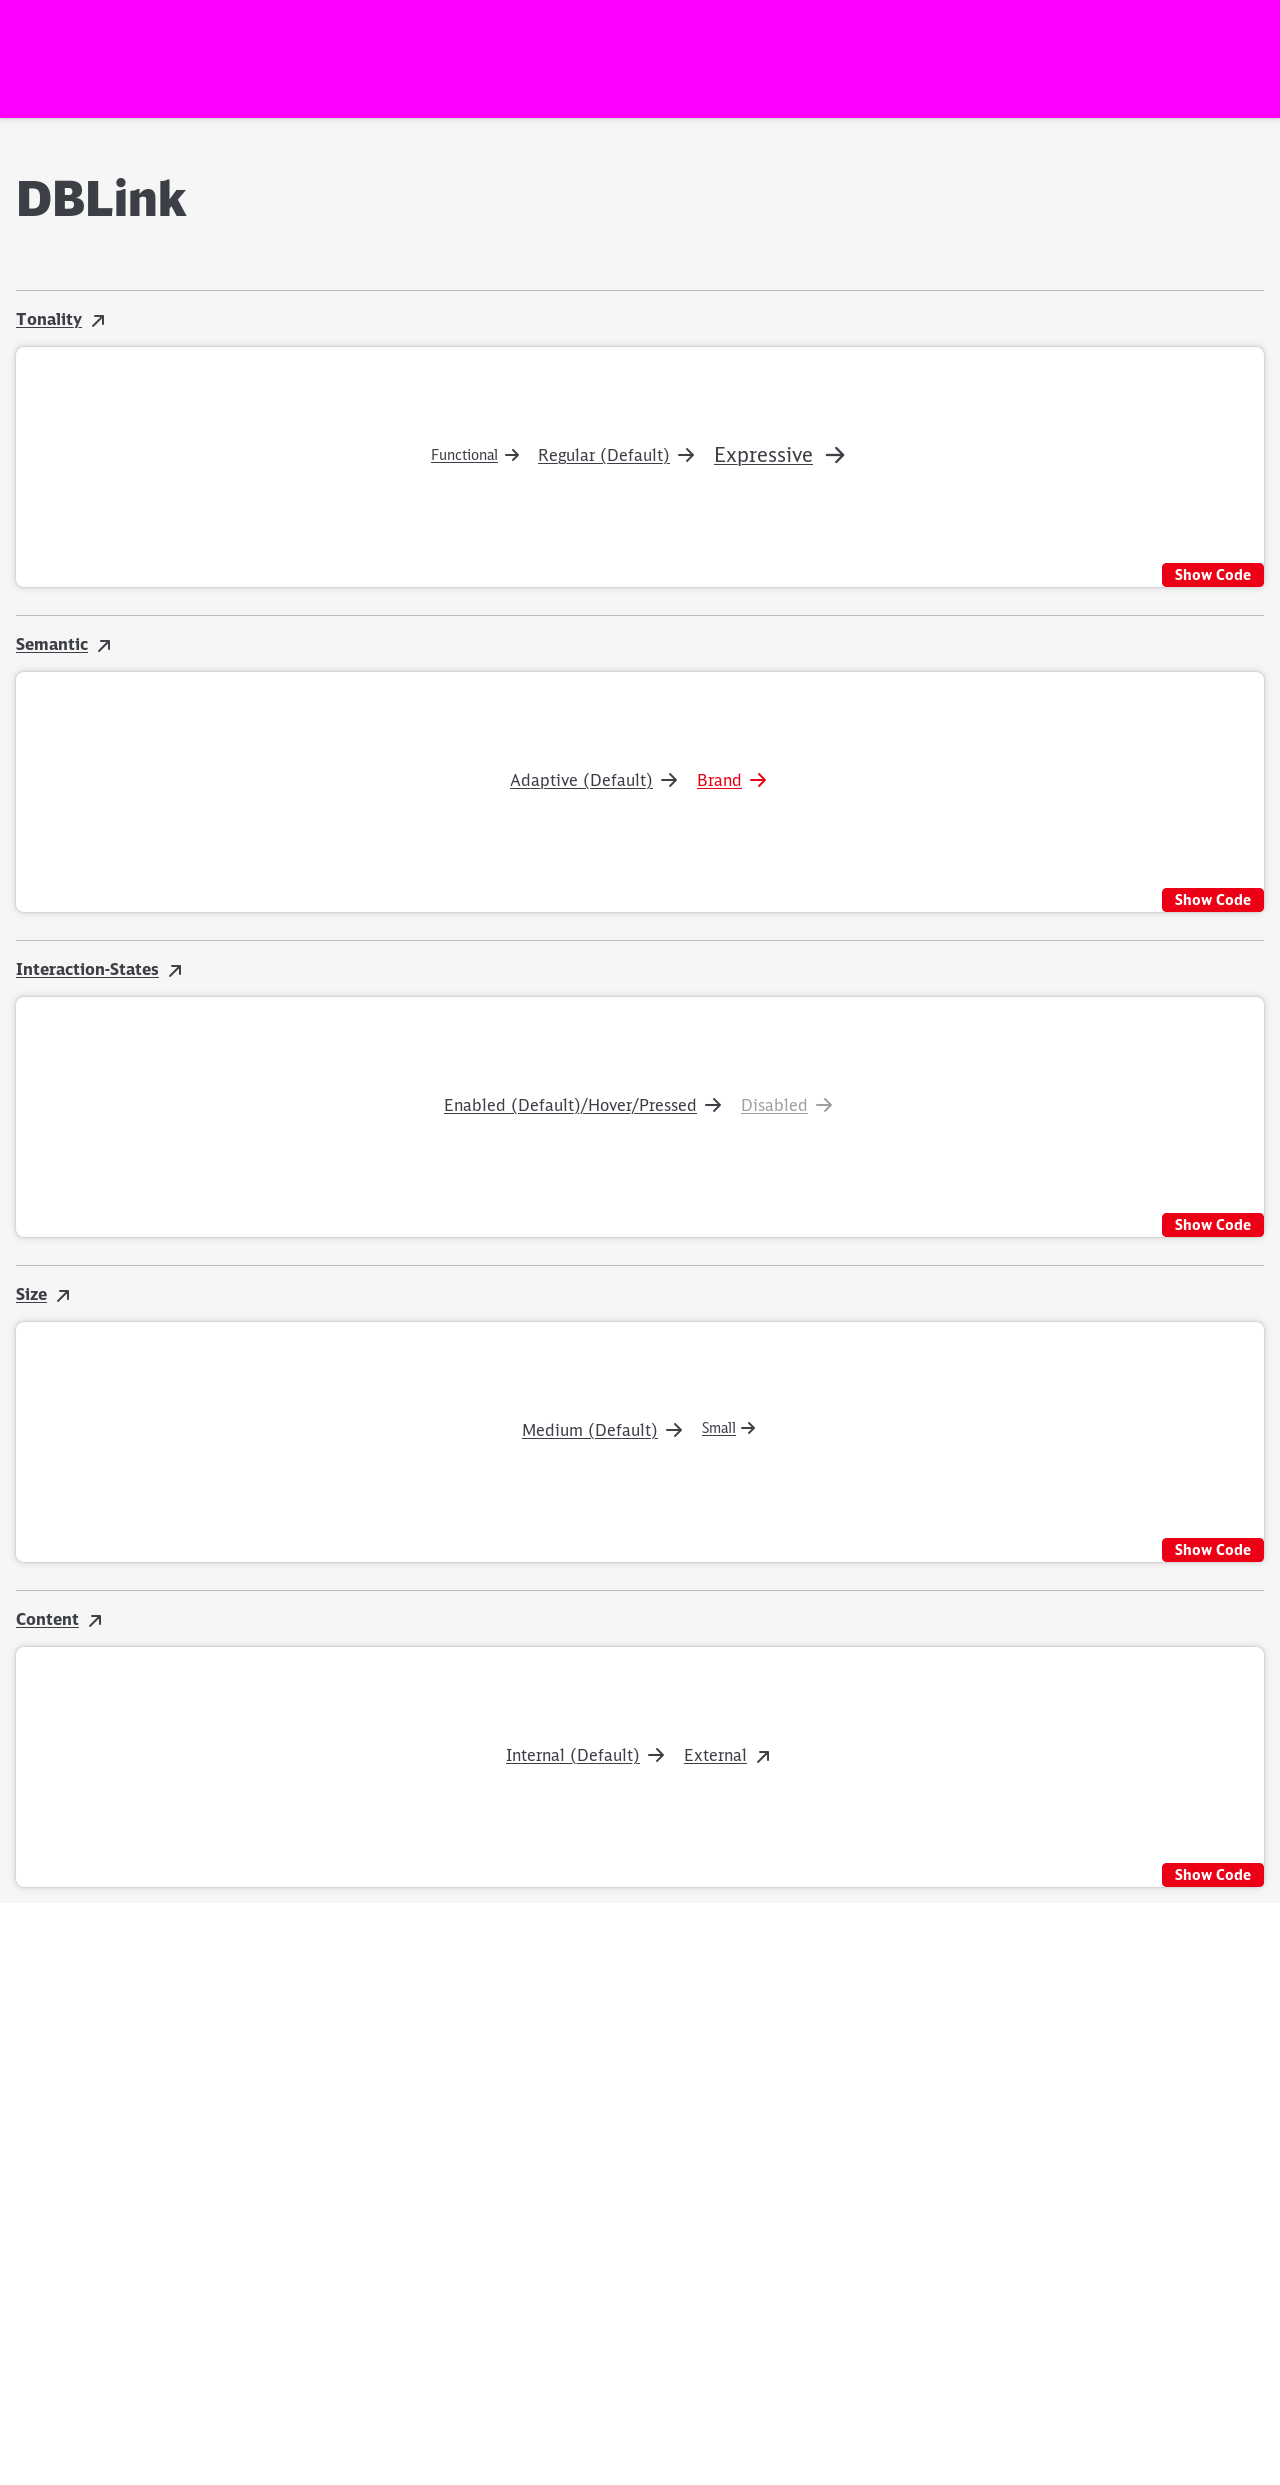 DBLink
Tonality
Functional Regular (Default) Expressive
Show Code
Semantic
Adaptive (Default) Brand
Show Code
Interaction-States
Enabled (Default)/Hover/Pressed Disabled
Show Code
Size
Medium (Default) Small
Show Code
Content
Internal (Default) External
Show Code